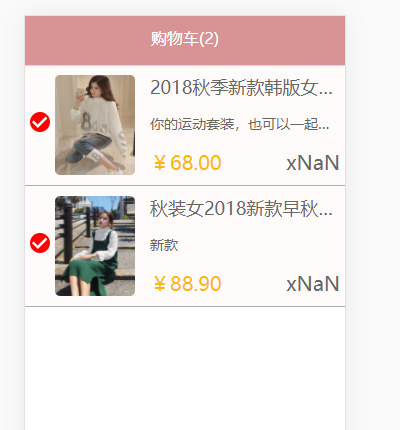 购物车(2)
2018秋季新款韩版女...
你的运动套装，也可以一起...
¥68.00 xNaN
秋装女2018新款早秋...
新款
¥88.90 xNaN